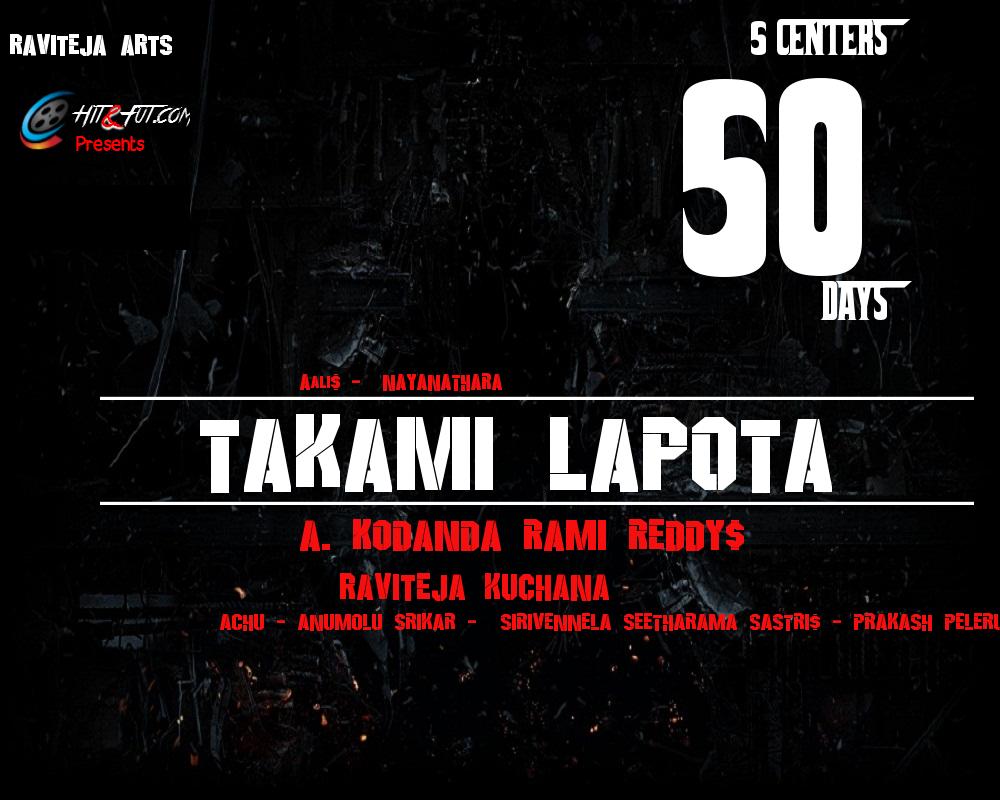 RAVITEJA ARTS
HIT&FUT.COM
Presents
5 CENTERS
50
DAYS
AALI$ - NAYANATHARA
TAKAMI LAPOTA
A. KODANDA RAMI REDDY$
RAVITEJA KUCHANA -
ACHU - ANUMOLU SRIKAR - SIRIVENNELA SEETHARAMA SASTRI$ - PRAKASH PELERU